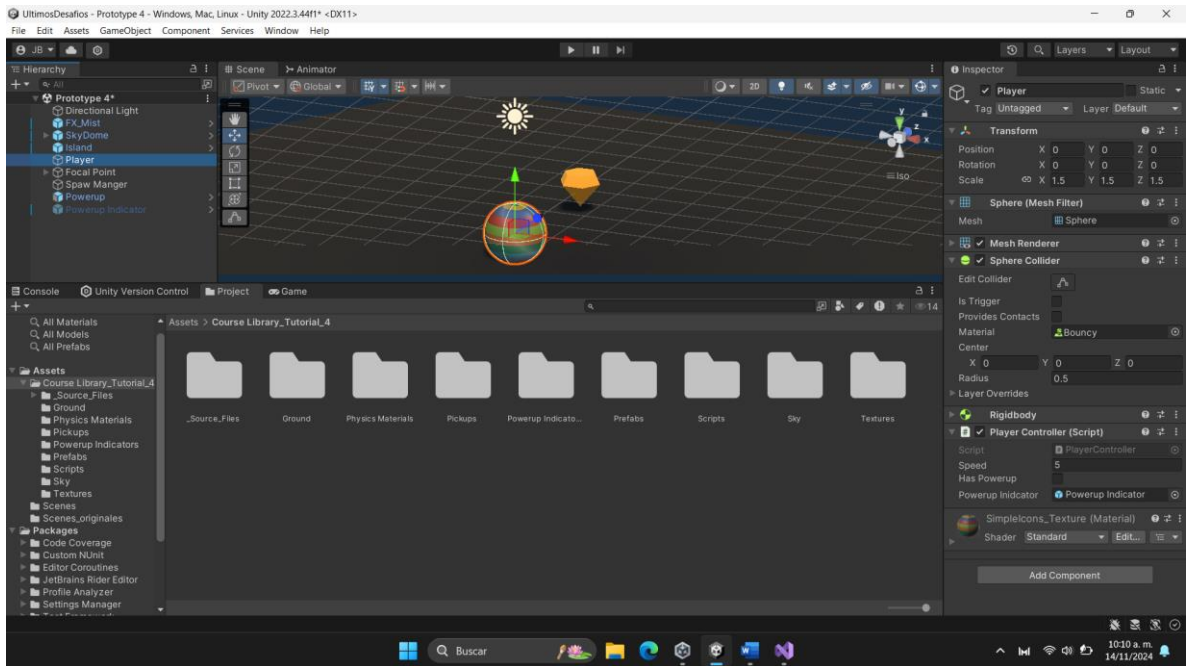 UltimosDesafios - Prototype 4 - Windows, Mac, Linux - Unity 2022.3.44f1* <DX11>
File Edit Assets GameObject Component Services Window Help
JB
Layers Layout
Hierarchy
All
Prototype 4*
Directional Light
FX_Mist
SkyDome
Island
Player
Focal Point
Spaw Manger
Powerup
Powerup Indicator
Scene Animator
Pivot Global 2D
y
z
x
Iso
Console Unity Version Control Project Game
14
All Materials
All Models
All Prefabs
Assets
Course Library_Tutorial_4
_Source_Files
Ground
Physics Materials
Pickups
Powerup Indicators
Prefabs
Scripts
Sky
Textures
Scenes
Scenes_originales
Packages
Code Coverage
Custom NUnit
Editor Coroutines
JetBrains Rider Editor
Profile Analyzer
Settings Manager
Assets > Course Library_Tutorial_4
_Source_Files Ground Physics Materials Pickups Powerup Indicato... Prefabs Scripts Sky Textures
Inspector
Player Static
Tag Untagged Layer Default
Transform
Position X 0 Y 0 Z 0
Rotation X 0 Y 0 Z 0
Scale X 1.5 Y 1.5 Z 1.5
Sphere (Mesh Filter)
Mesh Sphere
Mesh Renderer
Sphere Collider
Edit Collider
Is Trigger
Provides Contacts
Material Bouncy
Center
X 0 Y 0 Z 0
Radius 0.5
Layer Overrides
Rigidbody
Player Controller (Script)
Script PlayerController
Speed 5
Has Powerup
Powerup Inidcator Powerup Indicator
SimpleIcons_Texture (Material)
Shader Standard Edit...
Add Component
Buscar
10:10 a. m.
14/11/2024